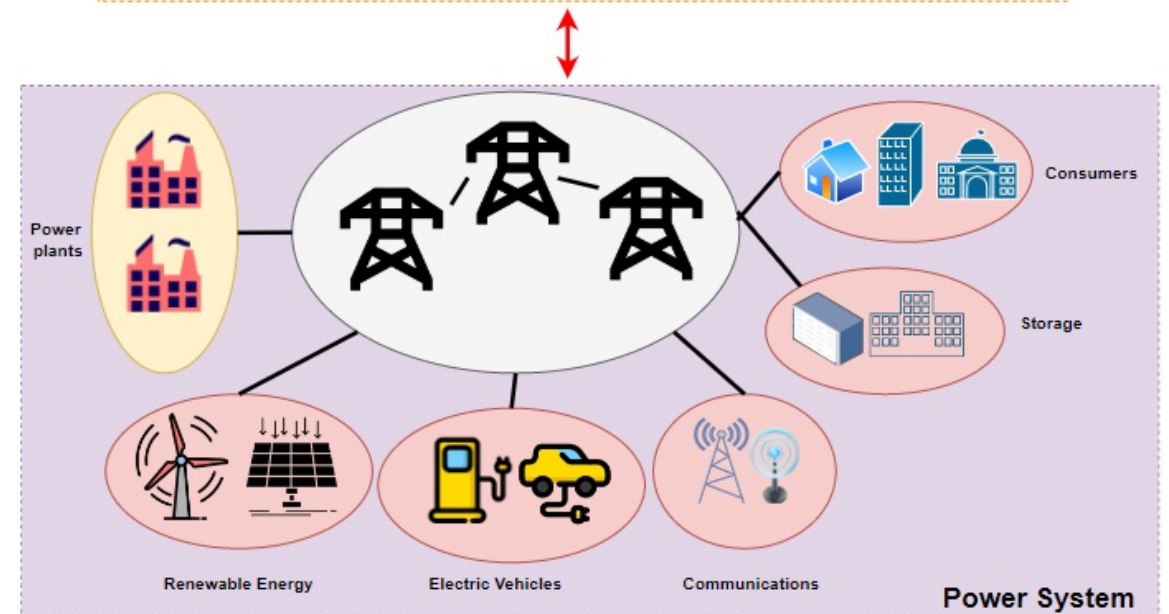 Power
plants
Consumers
Storage
Renewable Energy
Electric Vehicles
Communications
Power System